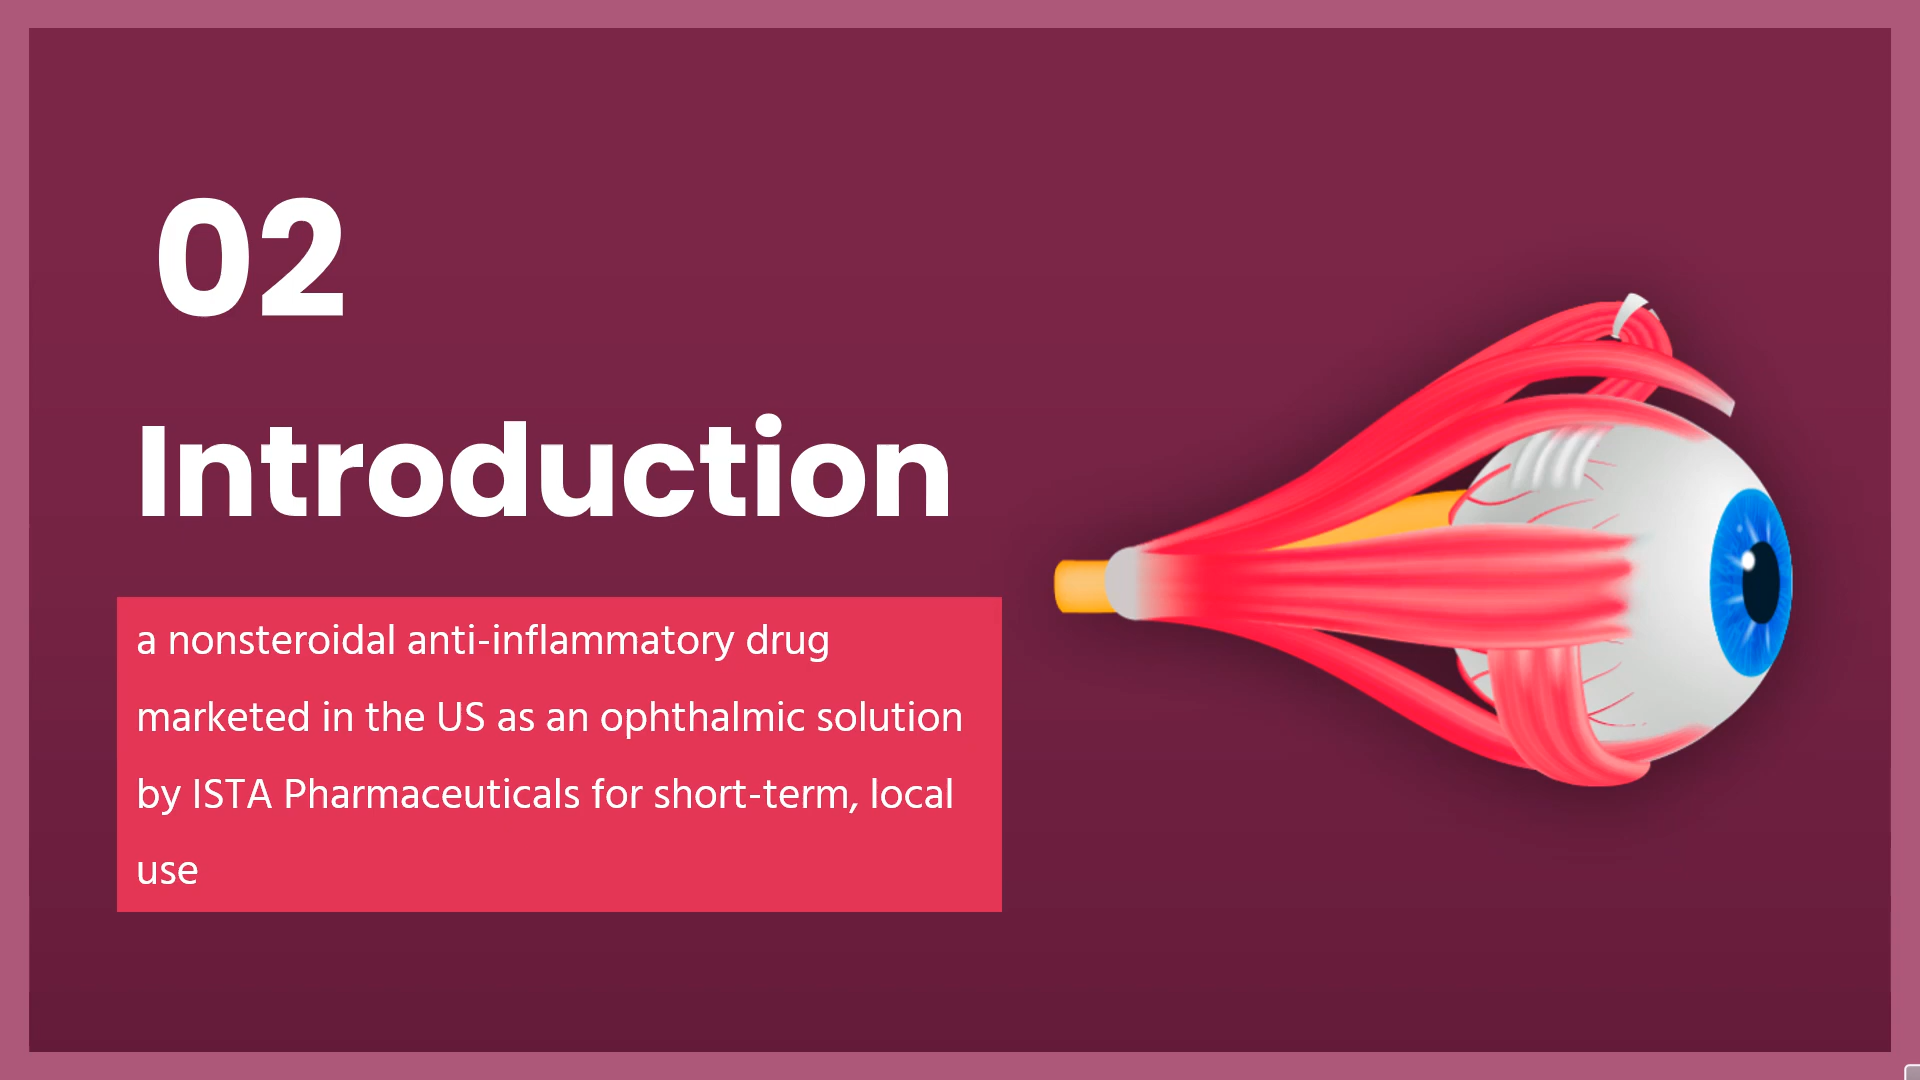 02
Introduction
a nonsteroidal anti-inflammatory drug
marketed in the US as an ophthalmic solution
by ISTA Pharmaceuticals for short-term, local
use